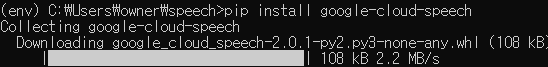 (env) C:₩Users₩owner₩speech>pip install google-cloud-speech
Collecting google-cloud-speech
Downloading google_cloud_speech-2.0.1-py2.py3-none-any.whl (108 kB)
|████████████████████████████████| 108 kB 2.2 MB/s